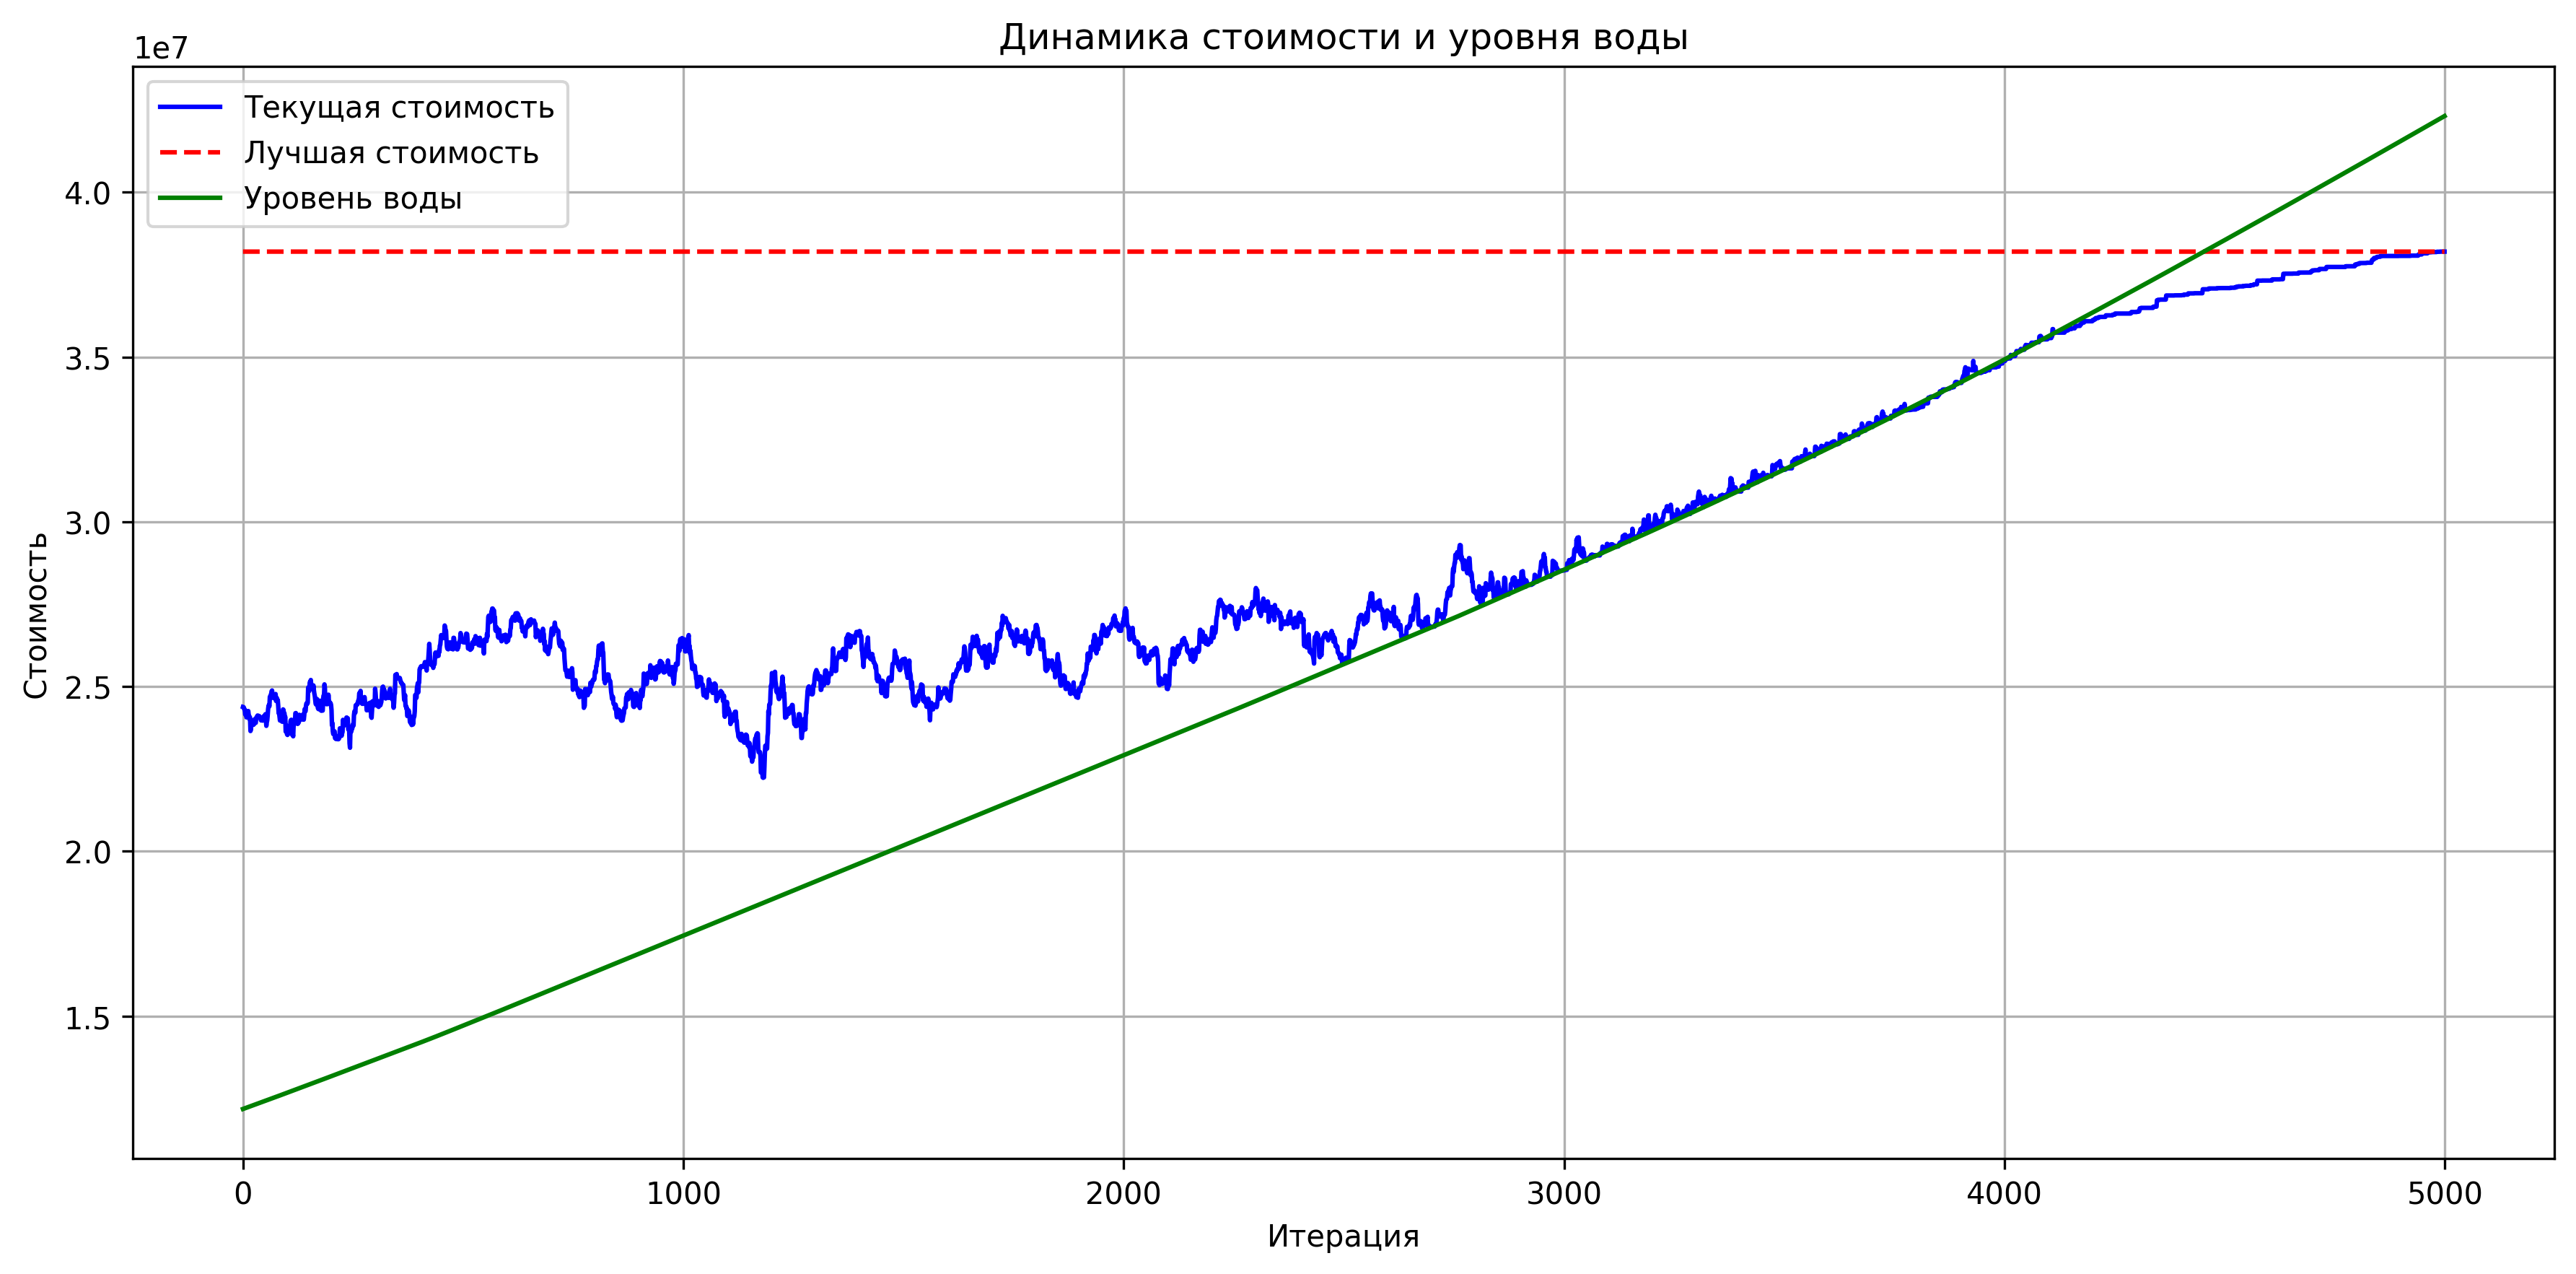 Динамика стоимости и уровня воды
1e7
Текущая стоимость
Лучшая стоимость
Уровень воды
4.0
3.5
3.0
2.5
2.0
1.5
Стоимость
0 1000 2000 3000 4000 5000
Итерация